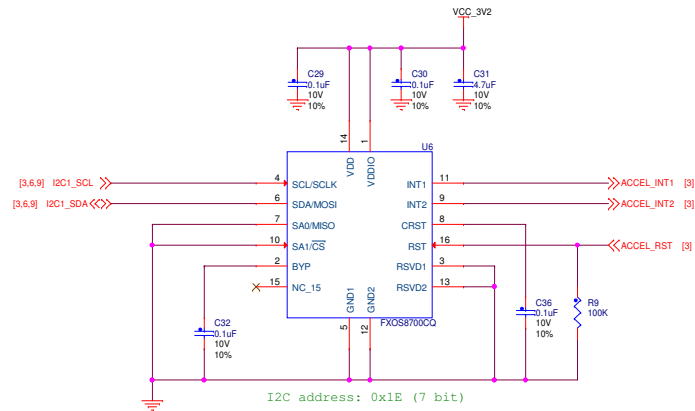 VCC_3V2
C29
0.1uF
10V
10%
C30
0.1uF
10V
10%
C31
4.7uF
10V
10%
14
1
U6
VDD
VDDIO
[3,6,9] I2C1_SCL
4
SCL/SCLK
INT1
11
ACCEL_INT1 [3]
[3,6,9] I2C1_SDA
6
SDA/MOSI
INT2
9
ACCEL_INT2 [3]
7
SA0/MISO
CRST
8
10
SA1/CS
RST
16
ACCEL_RST [3]
2
BYP
RSVD1
3
15
NC_15
RSVD2
13
GND1
GND2
5
12
FXOS8700CQ
C32
0.1uF
10V
10%
C36
0.1uF
10V
10%
R9
100K
I2C address: 0x1E (7 bit)